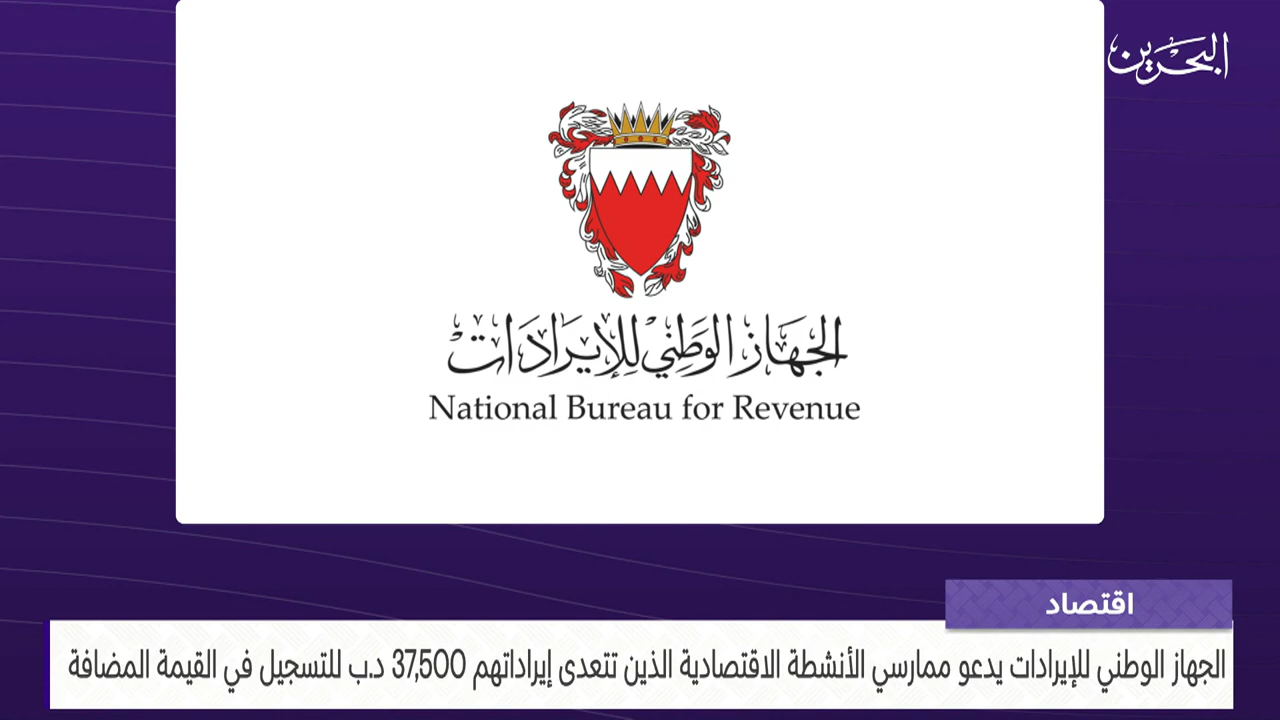 البحرين
الجهاز الوطني للإيرادات
National Bureau for Revenue
اقتصاد
الجهاز الوطني للإيرادات يدعو ممارسي الأنشطة الاقتصادية الذين تتعدى إيراداتهم 37,500 د.ب للتسجيل في القيمة المضافة